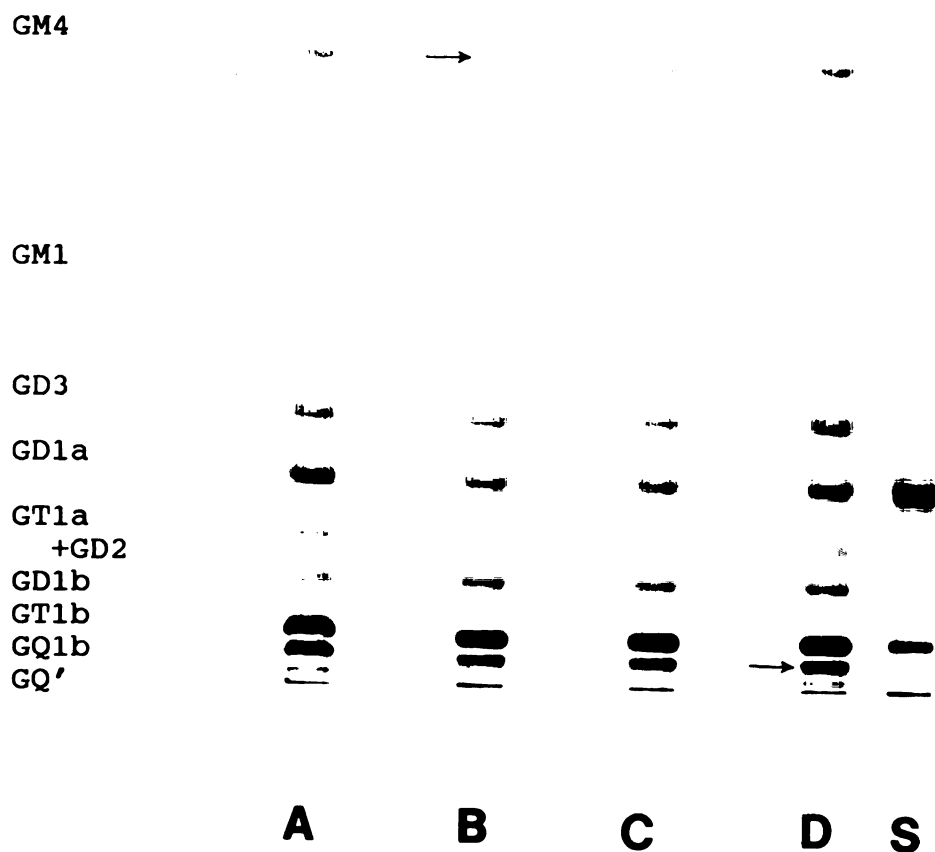 GM4
GM1
GD3
GD1a
GT1a
+GD2
GD1b
GT1b
GQ1b
GQ′
A B C D S